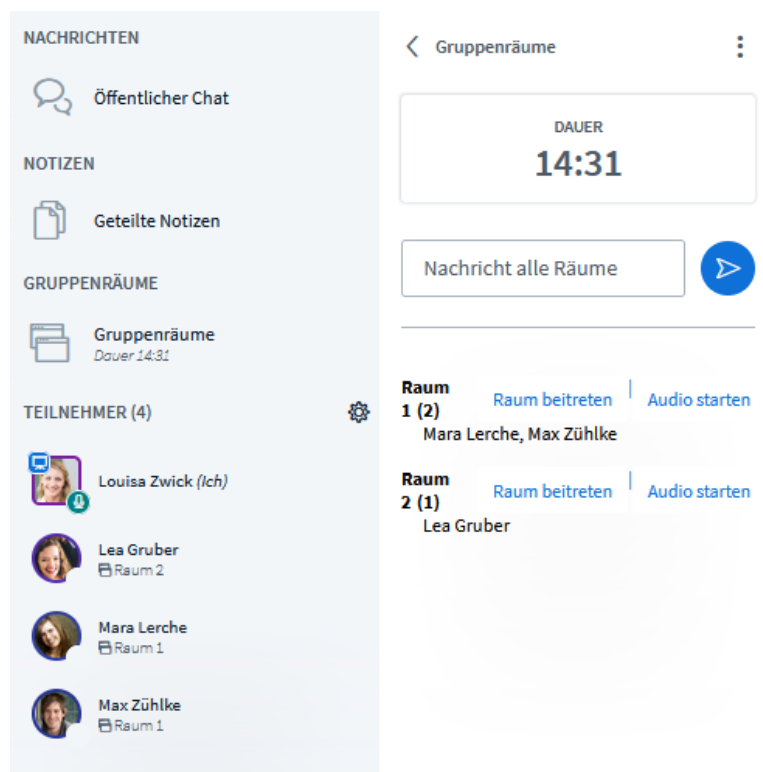 NACHRICHTEN
Öffentlicher Chat
NOTIZEN
Geteilte Notizen
GRUPPENRÄUME
Gruppenräume
Dauer 14:31
TEILNEHMER (4)
Louisa Zwick (Ich)
Lea Gruber
Raum 2
Mara Lerche
Raum 1
Max Zühlke
Raum 1
Gruppenräume
DAUER
14:31
Nachricht alle Räume
Raum
1 (2)
Raum beitreten
Audio starten
Mara Lerche, Max Zühlke
Raum
2 (1)
Raum beitreten
Audio starten
Lea Gruber